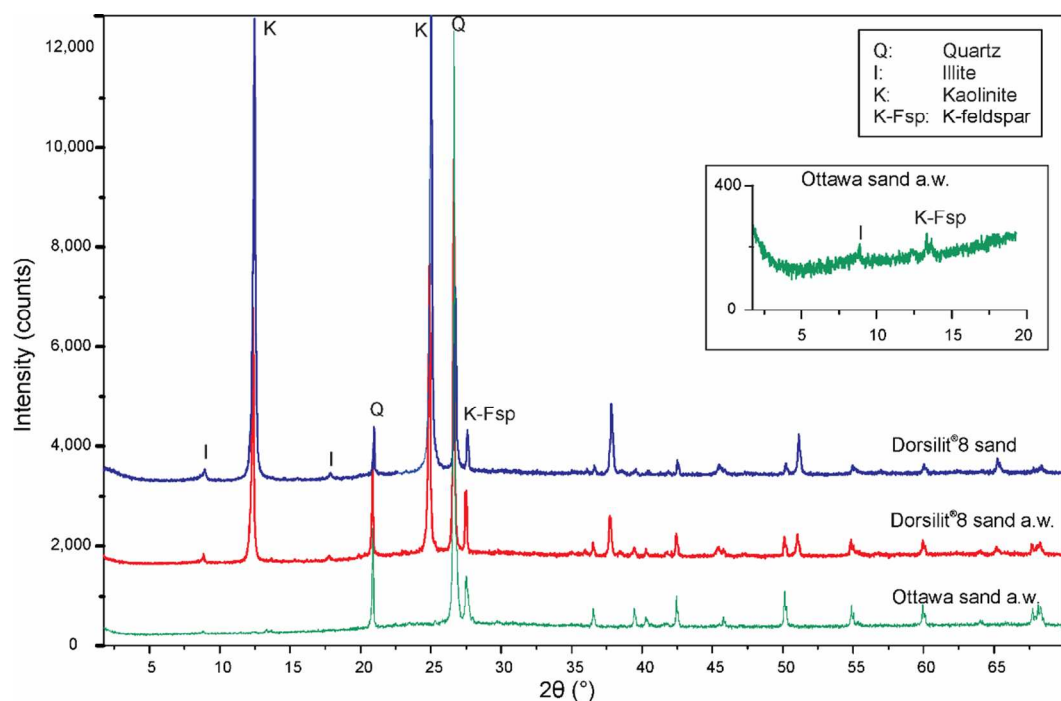 12,000
10,000
8,000
6,000
4,000
2,000
0
Intensity (counts)
K
K
Q
Q: Quartz
I: Illite
K: Kaolinite
K-Fsp: K-feldspar
400
0
Ottawa sand a.w.
I
K-Fsp
5 10 15 20
I
I
Q
K-Fsp
Dorsilit®8 sand
Dorsilit®8 sand a.w.
Ottawa sand a.w.
5 10 15 20 25 30 35 40 45 50 55 60 65
2θ (°)